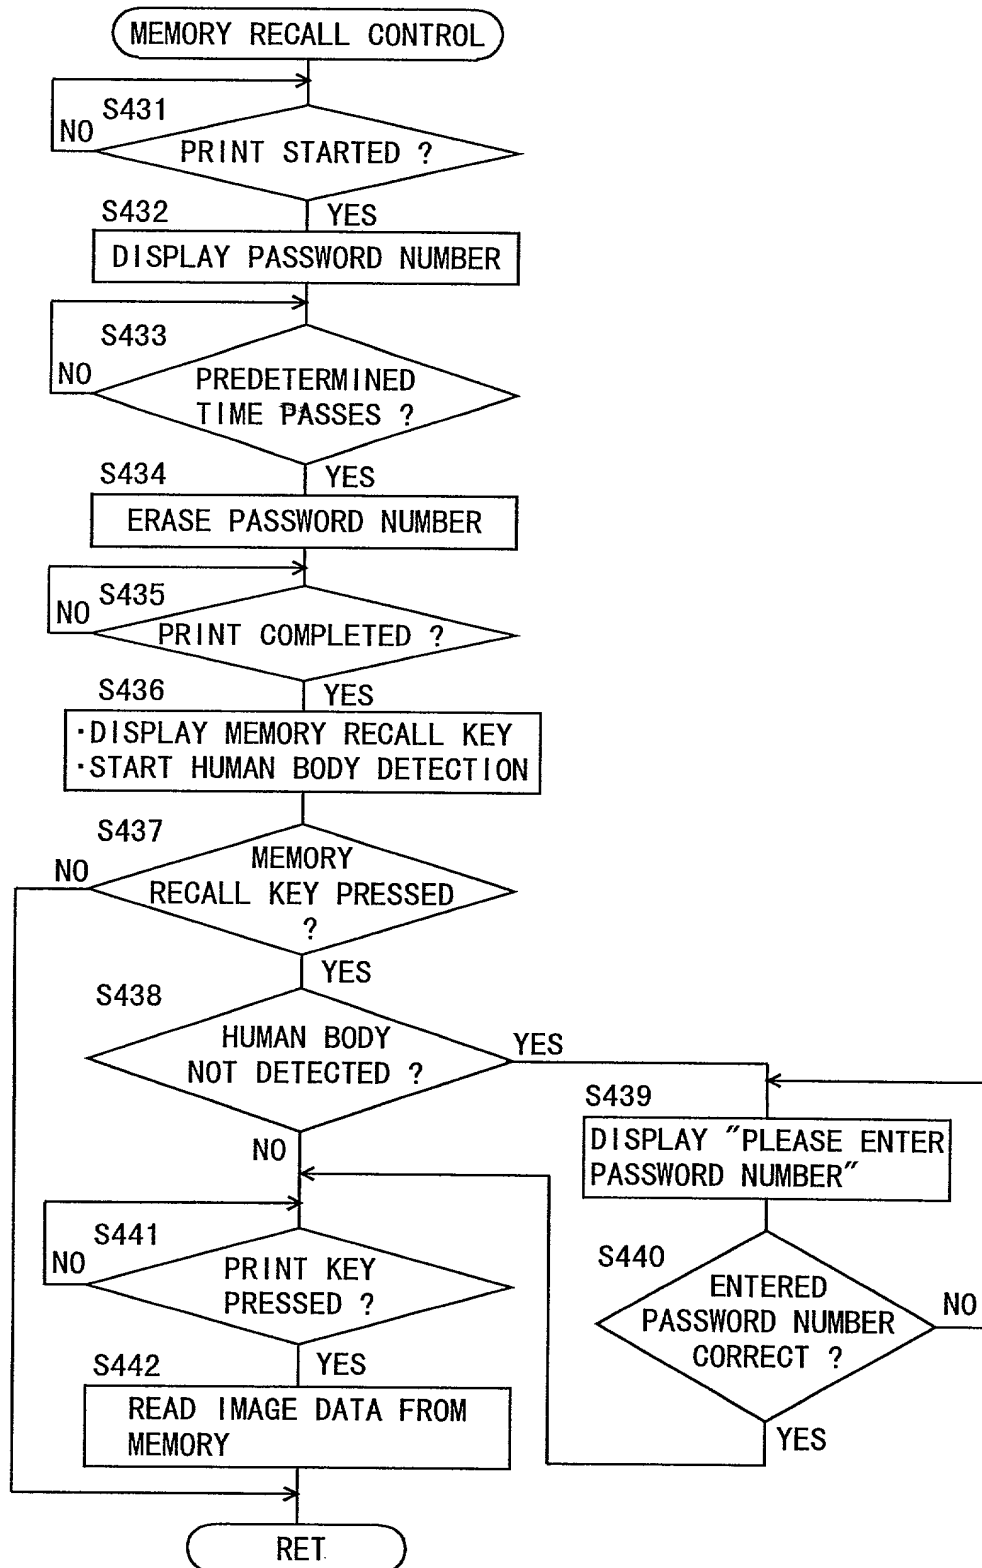 MEMORY RECALL CONTROL
S431
NO
PRINT STARTED ?
YES
S432
DISPLAY PASSWORD NUMBER
S433
NO
PREDETERMINED
TIME PASSES ?
YES
S434
ERASE PASSWORD NUMBER
S435
NO
PRINT COMPLETED ?
YES
S436
·DISPLAY MEMORY RECALL KEY
·START HUMAN BODY DETECTION
S437
NO
MEMORY
RECALL KEY PRESSED
?
YES
S438
HUMAN BODY
NOT DETECTED ?
YES
NO
S439
DISPLAY "PLEASE ENTER
PASSWORD NUMBER"
S440
ENTERED
PASSWORD NUMBER
CORRECT ?
NO
YES
S441
NO
PRINT KEY
PRESSED ?
YES
S442
READ IMAGE DATA FROM
MEMORY
RET